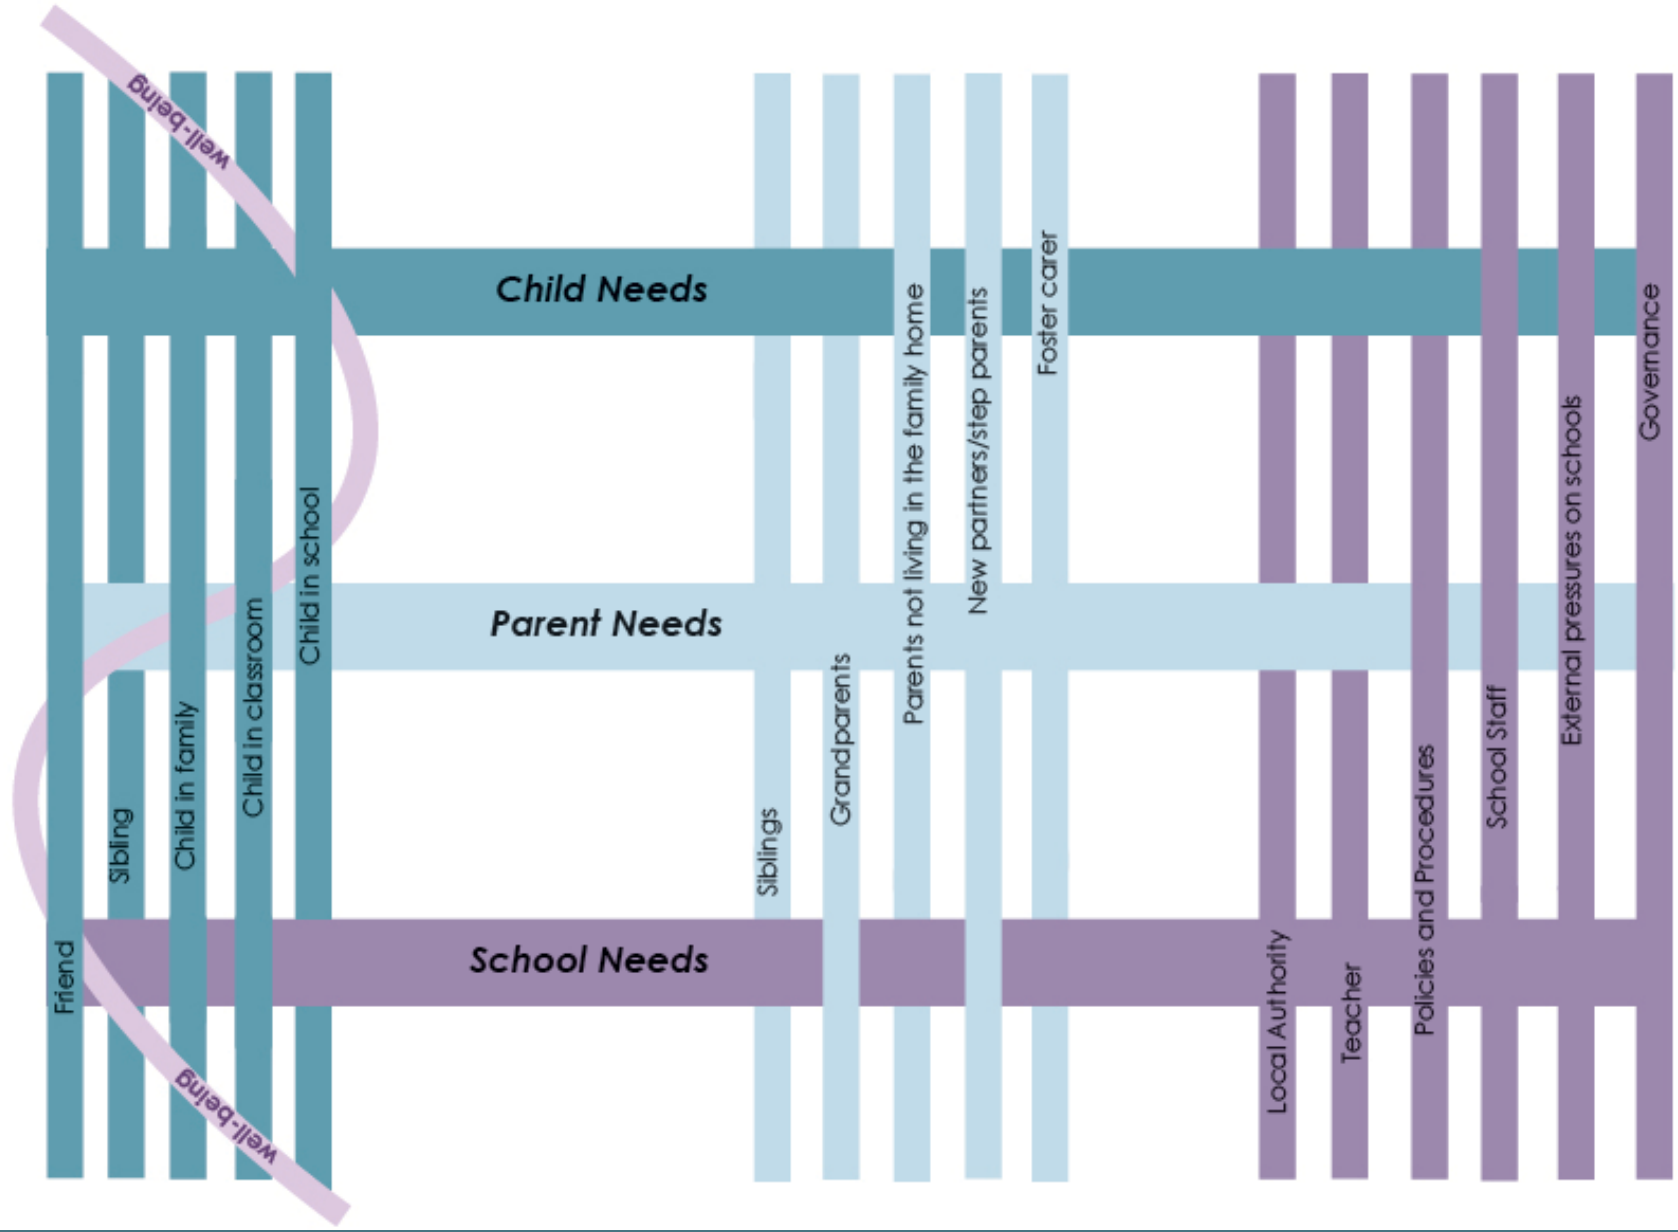 well-being
Child Needs
Parent Needs
School Needs
Friend
Sibling
Child in family
Child in classroom
Child in school
Siblings
Grandparents
Parents not living in the family home
New partners/step parents
Foster carer
Local Authority
Teacher
Policies and Procedures
School Staff
External pressures on schools
Governance
well-being